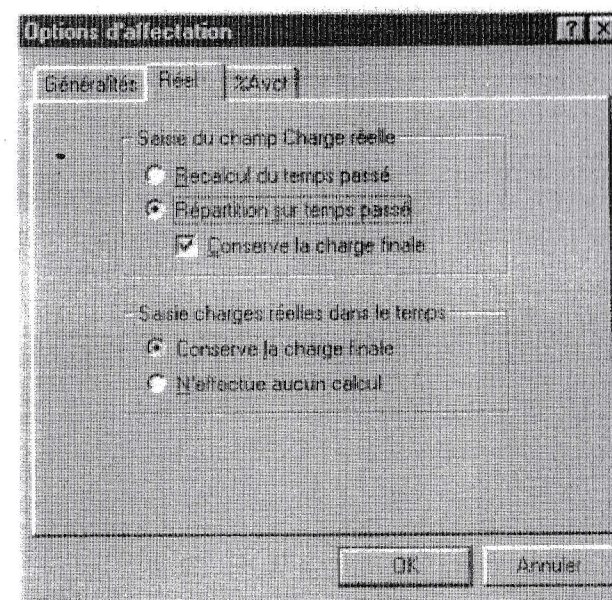 Options d'affectation
Généralités Réel %Avct
Saisie du champ Charge réelle
Recalcul du temps passé
Répartition sur temps passé
Conserve la charge finale
Saisie charges réelles dans le temps
Conserve la charge finale
N'effectue aucun calcul
OK Annuler